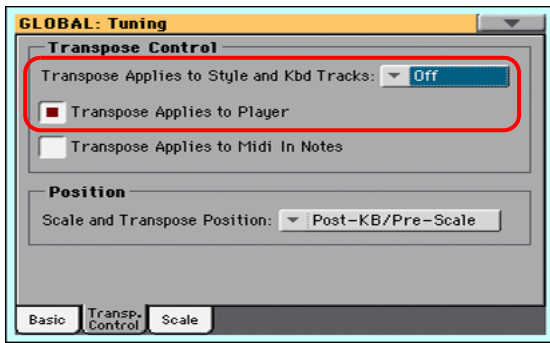 GLOBAL: Tuning
Transpose Control
Transpose Applies to Style and Kbd Tracks: Off
Transpose Applies to Player
Transpose Applies to Midi In Notes
Position
Scale and Transpose Position: Post-KB/Pre-Scale
Basic Transp. Control Scale